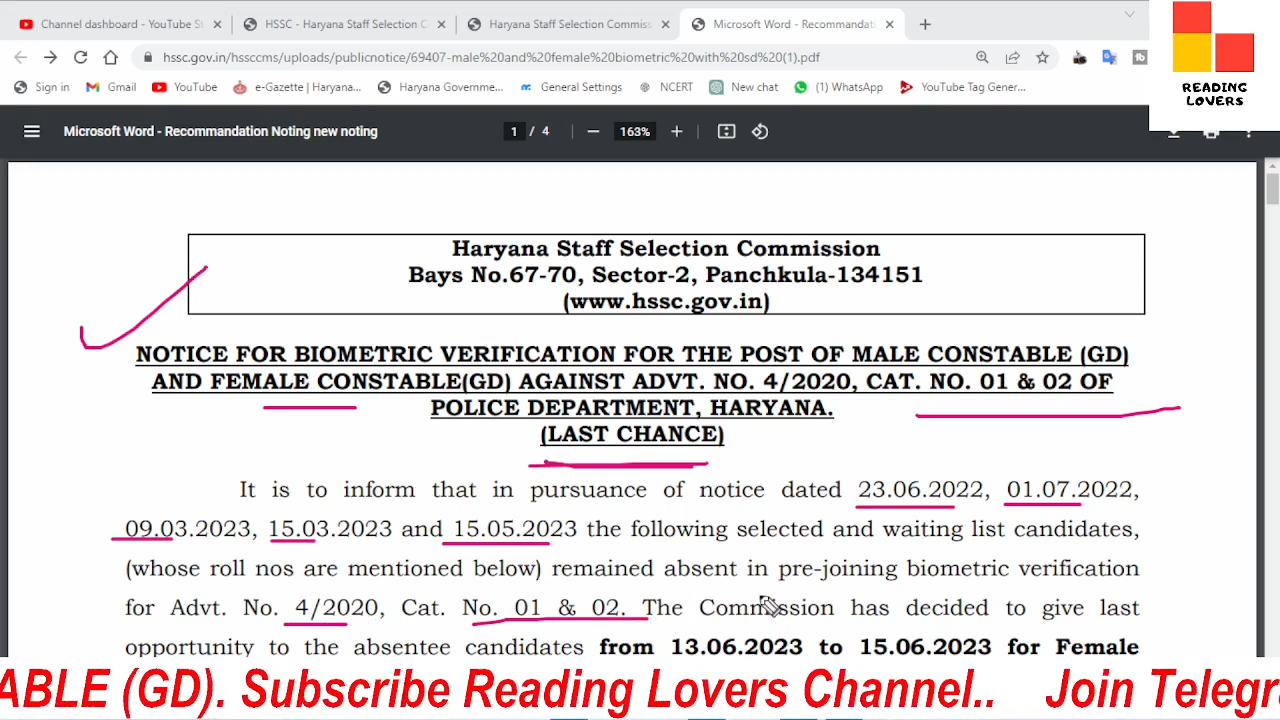 Channel dashboard - YouTube St
HSSC - Haryana Staff Selection C
Haryana Staff Selection Commiss
Microsoft Word - Recommandati
hssc.gov.in/hssccms/uploads/publicnotice/69407-male%20and%20female%20biometric%20with%20sd%20(1).pdf
Sign in
Gmail
YouTube
e-Gazette | Haryana...
Haryana Governme...
General Settings
NCERT
New chat
(1) WhatsApp
YouTube Tag Gener...
READING
LOVERS
Microsoft Word - Recommandation Noting new noting
1 / 4
163%
Haryana Staff Selection Commission
Bays No.67-70, Sector-2, Panchkula-134151
(www.hssc.gov.in)
NOTICE FOR BIOMETRIC VERIFICATION FOR THE POST OF MALE CONSTABLE (GD)
AND FEMALE CONSTABLE(GD) AGAINST ADVT. NO. 4/2020, CAT. NO. 01 & 02 OF
POLICE DEPARTMENT, HARYANA.
(LAST CHANCE)
It is to inform that in pursuance of notice dated 23.06.2022, 01.07.2022,
09.03.2023, 15.03.2023 and 15.05.2023 the following selected and waiting list candidates,
(whose roll nos are mentioned below) remained absent in pre-joining biometric verification
for Advt. No. 4/2020, Cat. No. 01 & 02. The Commission has decided to give last
opportunity to the absentee candidates from 13.06.2023 to 15.06.2023 for Female
ABLE (GD). Subscribe Reading Lovers Channel.. Join Telegr